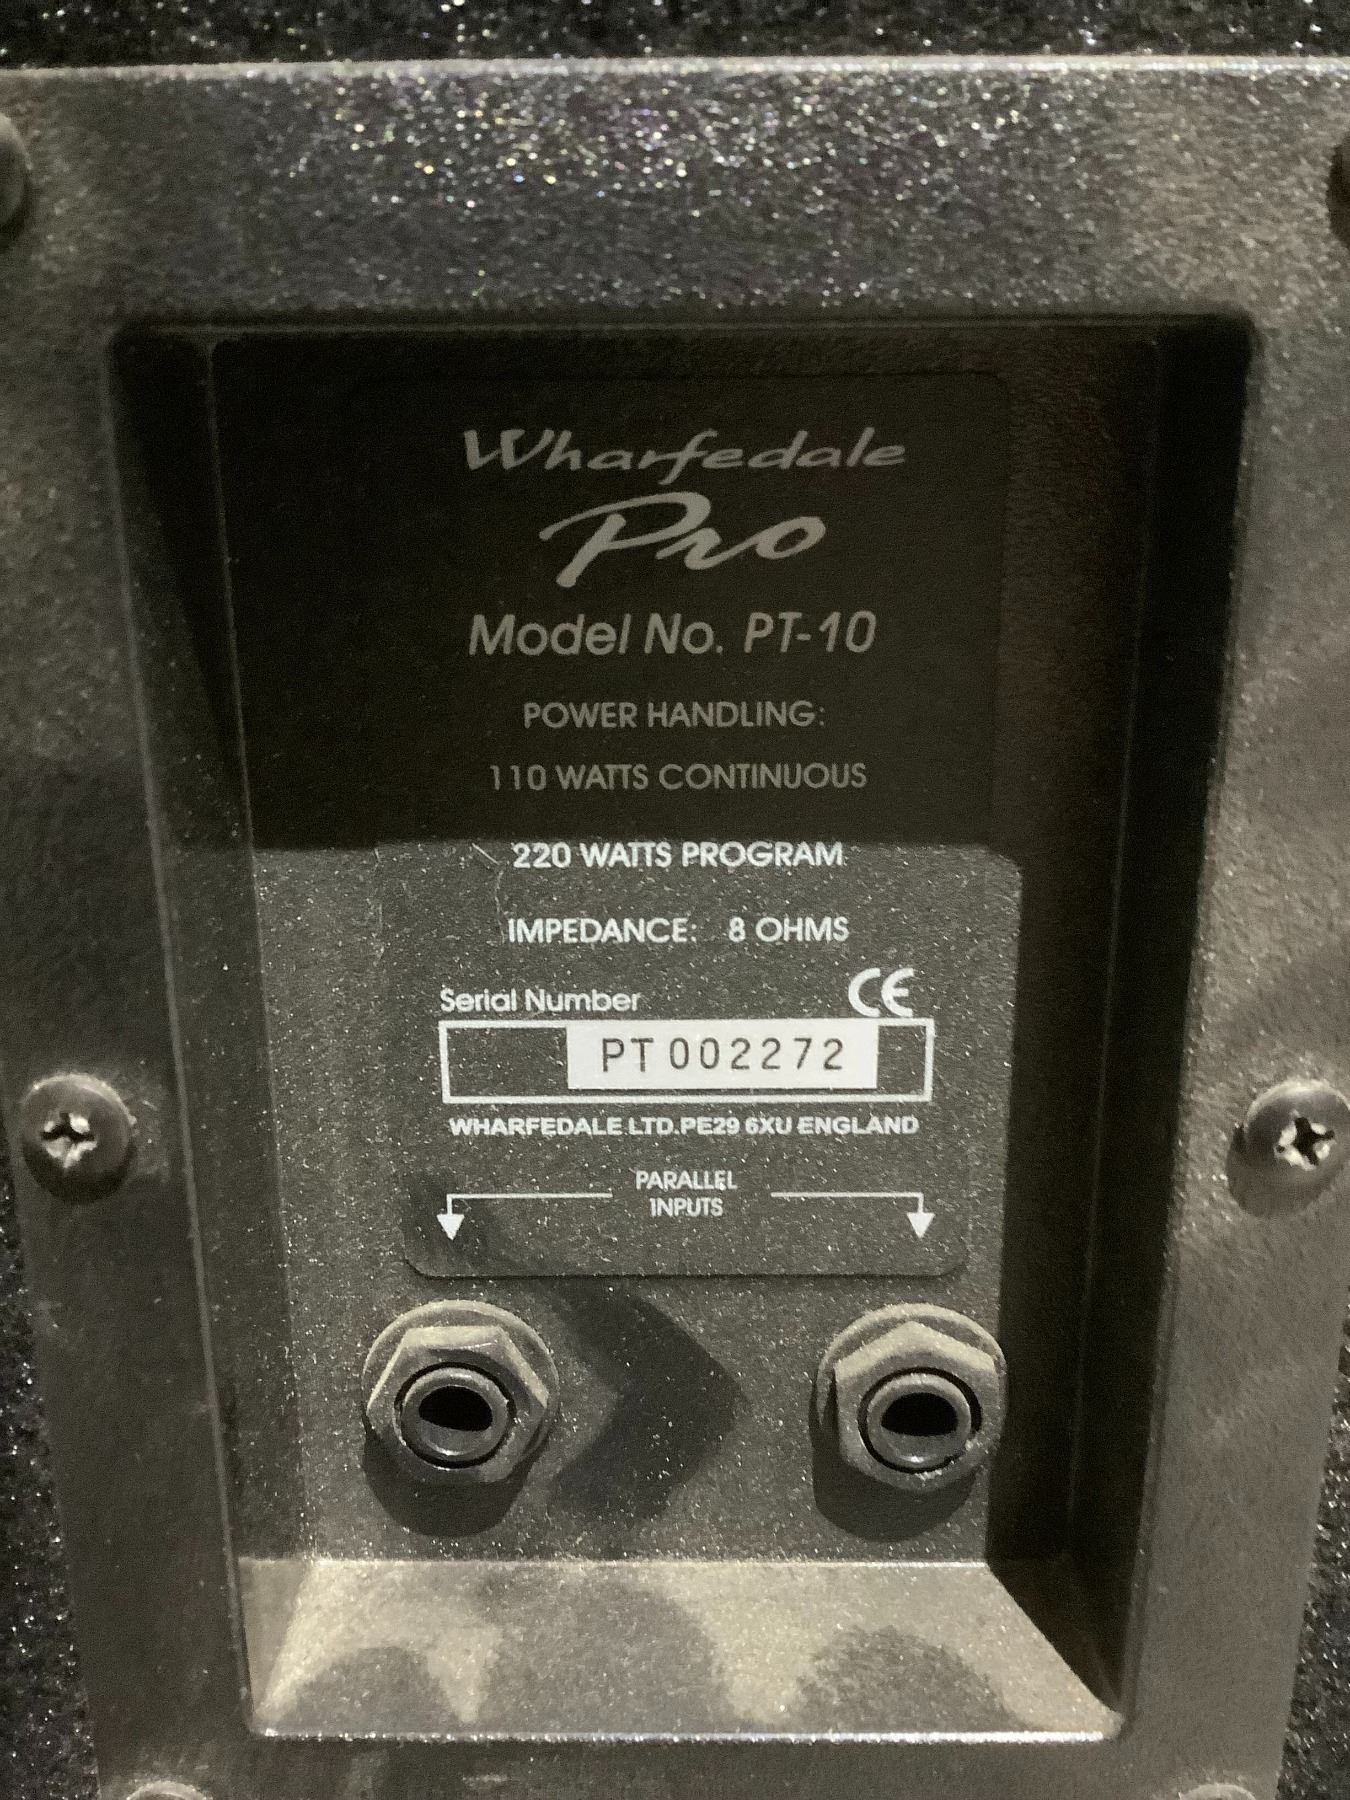 Wharfedale
Pro
Model No. PT-10
POWER HANDLING:
110 WATTS CONTINUOUS
220 WATTS PROGRAM
IMPEDANCE: 8 OHMS
Serial Number CE
PT 002272
WHARFEDALE LTD.PE29 6XU ENGLAND
PARALLEL
INPUTS